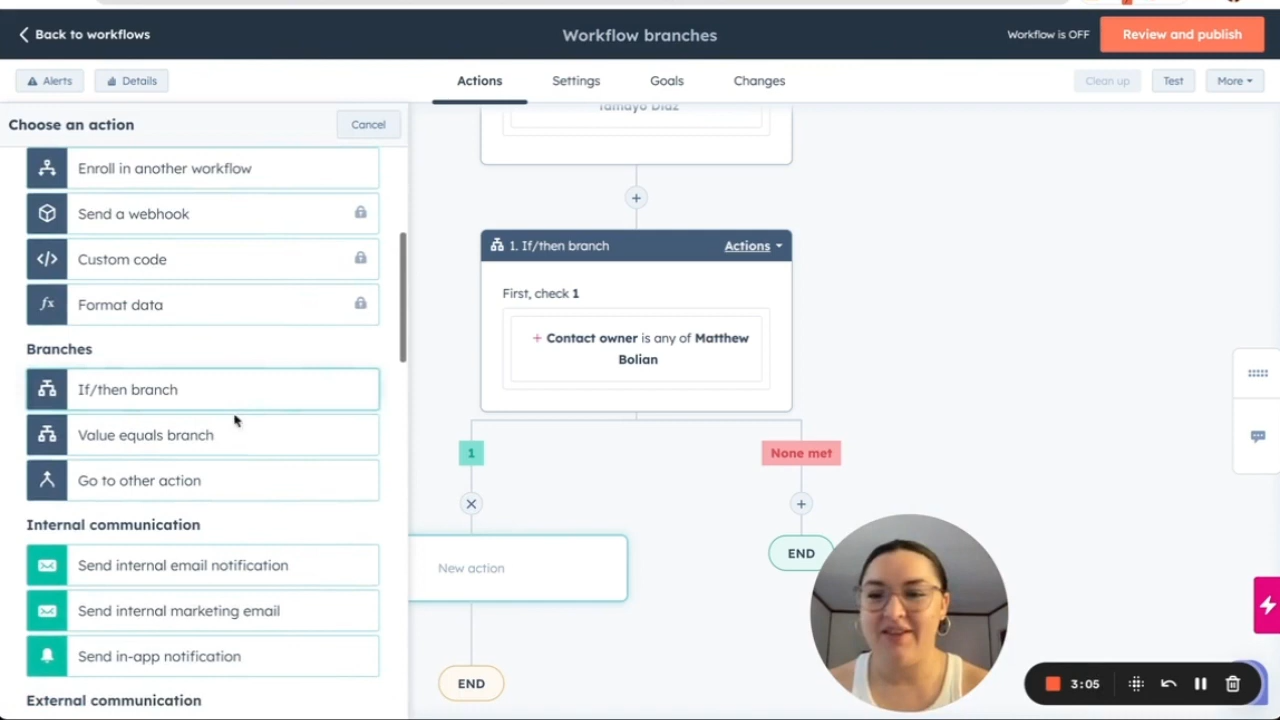 Back to workflows
Workflow branches
Workflow is OFF
Review and publish
Alerts
Details
Actions
Settings
Goals
Changes
Clean up
Test
More
Choose an action
Cancel
Enroll in another workflow
Send a webhook
Custom code
Format data
Branches
If/then branch
Value equals branch
Go to other action
Internal communication
Send internal email notification
Send internal marketing email
Send in-app notification
External communication
Tamayo Diaz
1. If/then branch
Actions
First, check 1
+ Contact owner is any of Matthew
Bolian
1
None met
New action
END
END
3:05